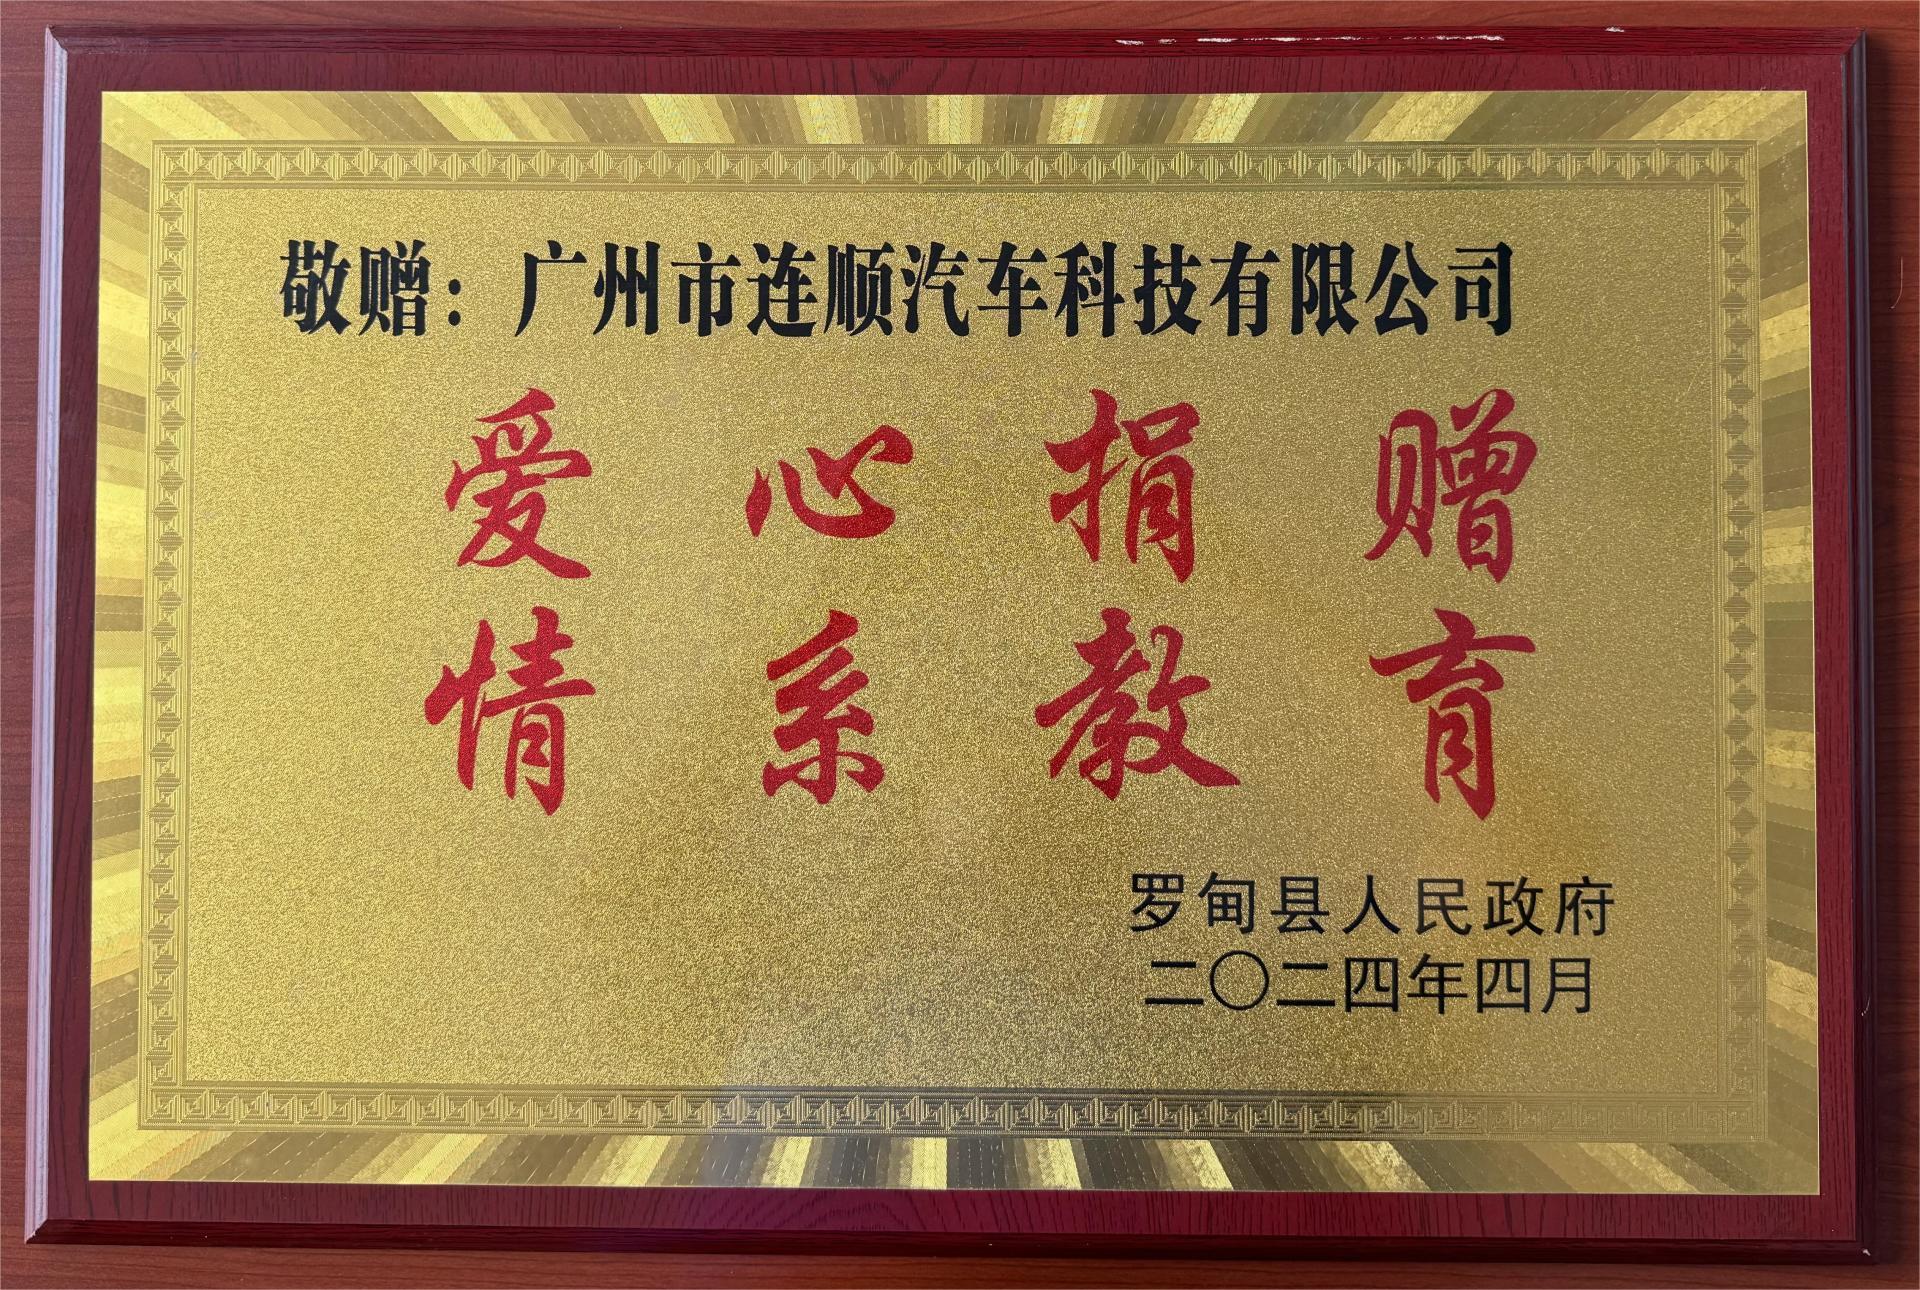 敬赠：广州市连顺汽车科技有限公司
爱心捐赠
情系教育
罗甸县人民政府
二〇二四年四月